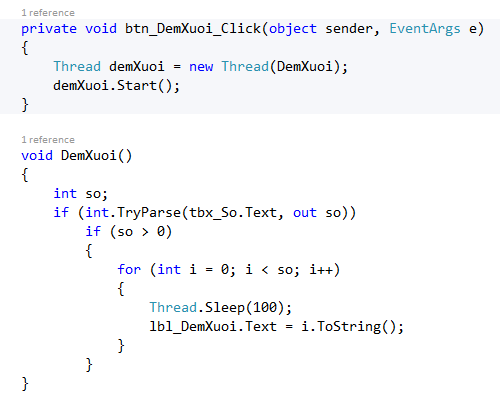 1 reference
private void btn_DemXuoi_Click(object sender, EventArgs e)
{
    Thread demXuoi = new Thread(DemXuoi);
    demXuoi.Start();
}
1 reference
void DemXuoi()
{
    int so;
    if (int.TryParse(tbx_So.Text, out so))
        if (so > 0)
        {
            for (int i = 0; i < so; i++)
            {
                Thread.Sleep(100);
                lbl_DemXuoi.Text = i.ToString();
            }
        }
}